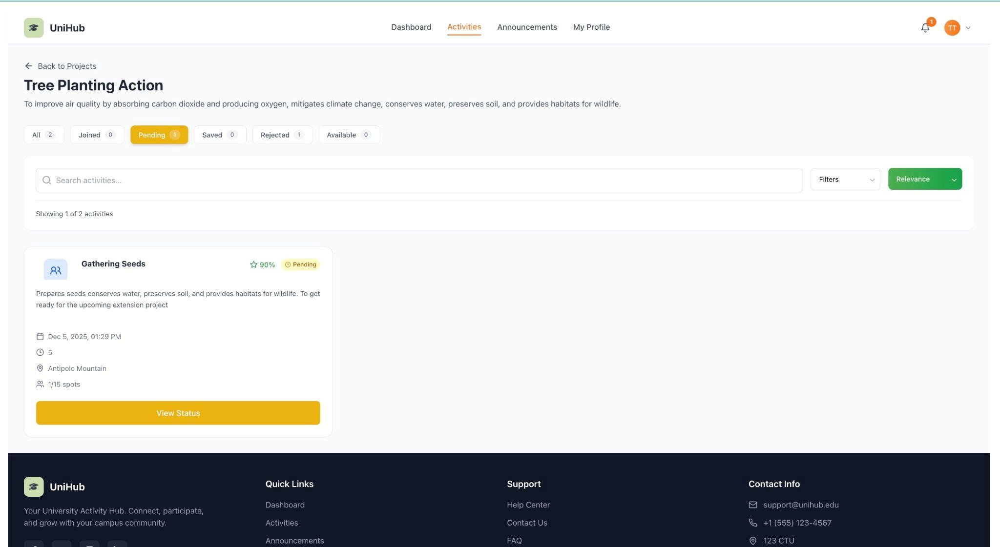 UniHub
Dashboard Activities Announcements My Profile
1
TT
Back to Projects
Tree Planting Action
To improve air quality by absorbing carbon dioxide and producing oxygen, mitigates climate change, conserves water, preserves soil, and provides habitats for wildlife.
All 2 Joined 0 Pending 1 Saved 0 Rejected 1 Available 0
Search activities...
Filters
Relevance
Showing 1 of 2 activities
Gathering Seeds
90%
Pending
Prepares seeds conserves water, preserves soil, and provides habitats for wildlife. To get
ready for the upcoming extension project
Dec 5, 2025, 01:29 PM
5
Antipolo Mountain
1/15 spots
View Status
UniHub
Your University Activity Hub. Connect, participate,
and grow with your campus community.
Quick Links
Dashboard
Activities
Announcements
Support
Help Center
Contact Us
FAQ
Contact Info
support@unihub.edu
+1 (555) 123-4567
123 CTU